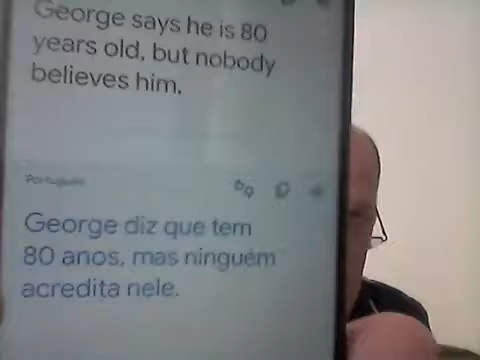 George says he is 80
years old, but nobody
believes him.
Português
George diz que tem
80 anos, mas ninguém
acredita nele.